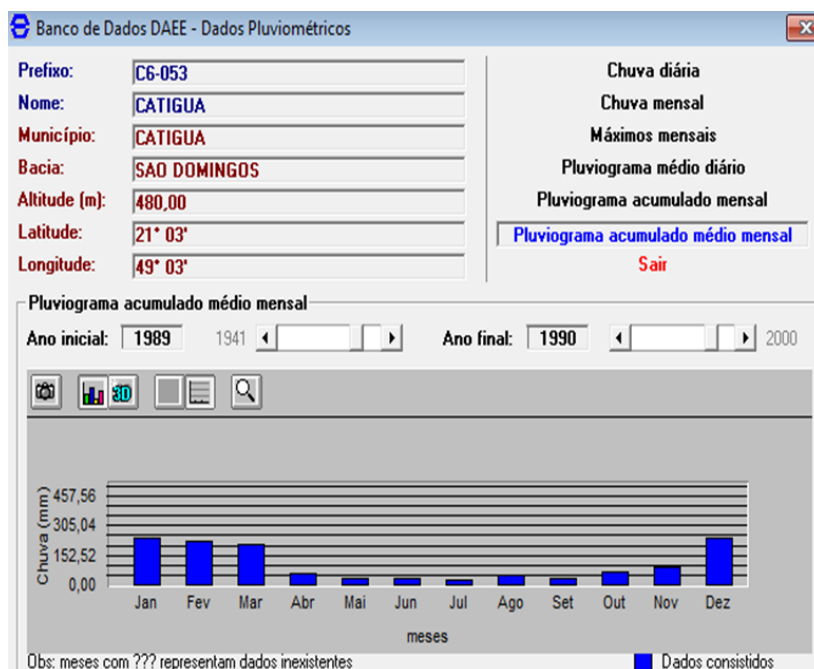 Banco de Dados DAEE - Dados Pluviométricos
Prefixo: C6-053
Nome: CATIGUA
Município: CATIGUA
Bacia: SAO DOMINGOS
Altitude (m): 480,00
Latitude: 21° 03'
Longitude: 49° 03'
Chuva diária
Chuva mensal
Máximos mensais
Pluviograma médio diário
Pluviograma acumulado mensal
Pluviograma acumulado médio mensal
Sair
Pluviograma acumulado médio mensal
Ano inicial: 1989 1941 Ano final: 1990 2000
3D
Chuva (mm)
457,56
305,04
152,52
0,00
Jan Fev Mar Abr Mai Jun Jul Ago Set Out Nov Dez
meses
Obs: meses com ??? representam dados inexistentes Dados consistidos